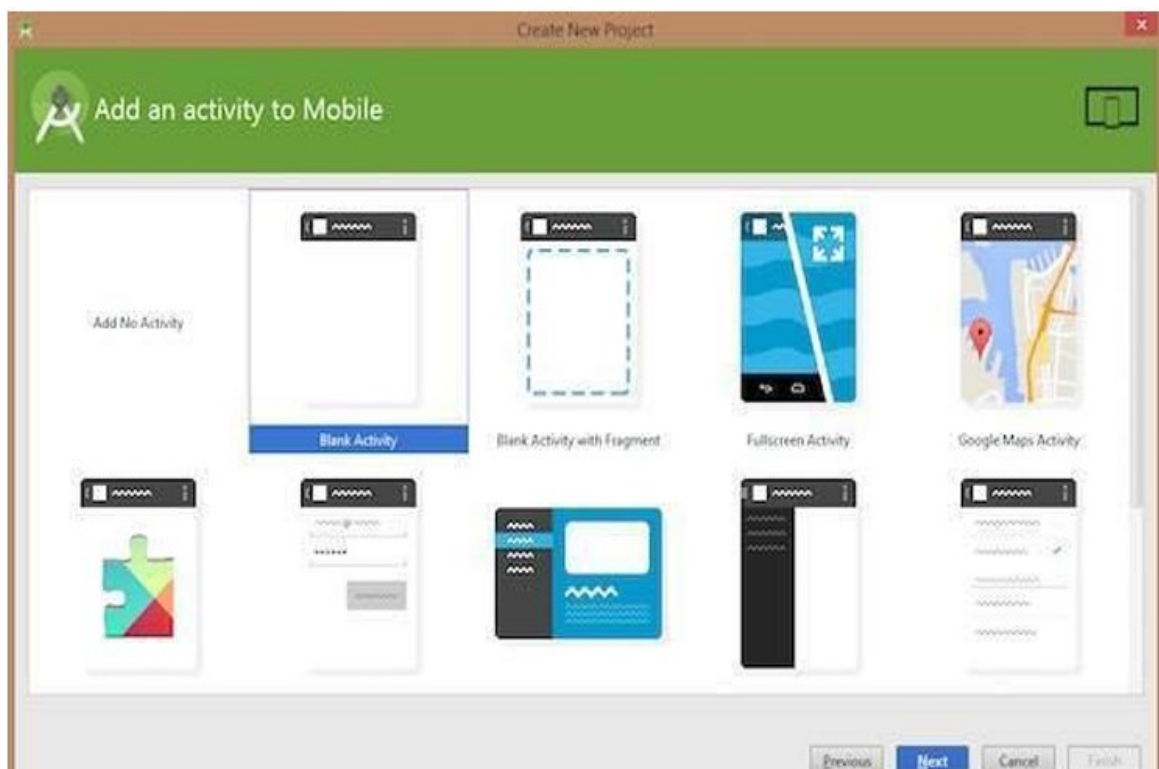 Create New Project
Add an activity to Mobile
Add No Activity
Blank Activity
Blank Activity with Fragment
Fullscreen Activity
Google Maps Activity
Previous
Next
Cancel
Finish